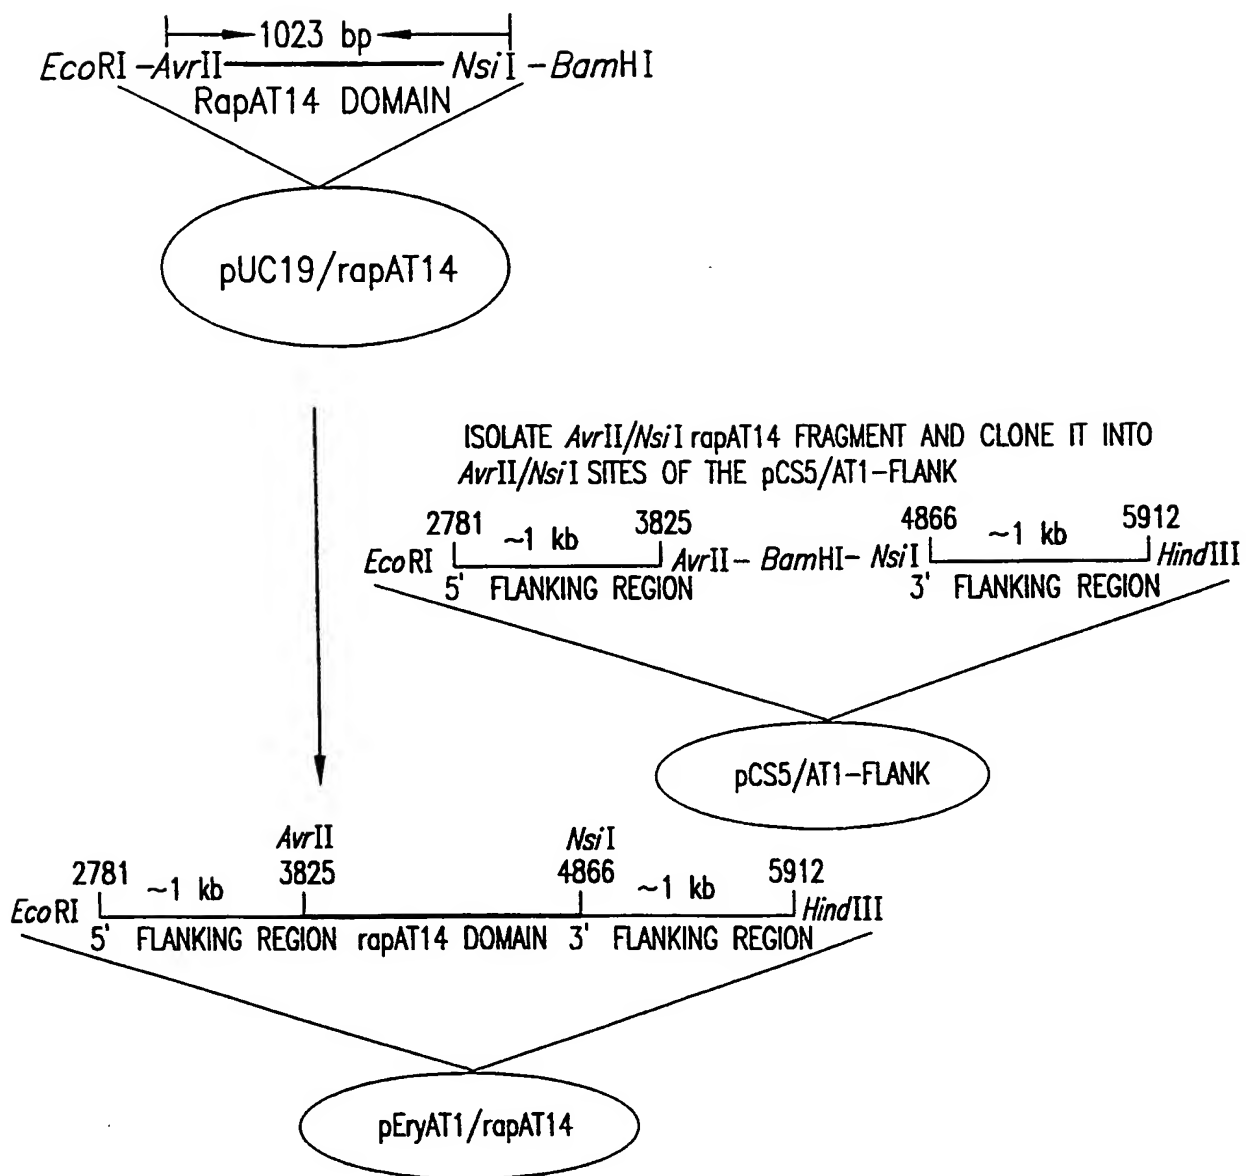 1023 bp
EcoRI –AvrII NsiI –BamHI
RapAT14 DOMAIN
pUC19/rapAT14
ISOLATE AvrII/NsiI rapAT14 FRAGMENT AND CLONE IT INTO
AvrII/NsiI SITES OF THE pCS5/AT1–FLANK
2781 ~1 kb 3825 4866 ~1 kb 5912
EcoRI AvrII– BamHI– NsiI HindIII
5' FLANKING REGION 3' FLANKING REGION
pCS5/AT1–FLANK
AvrII NsiI
2781 ~1 kb 3825 4866 ~1 kb 5912
EcoRI HindIII
5' FLANKING REGION rapAT14 DOMAIN 3' FLANKING REGION
pEryAT1/rapAT14